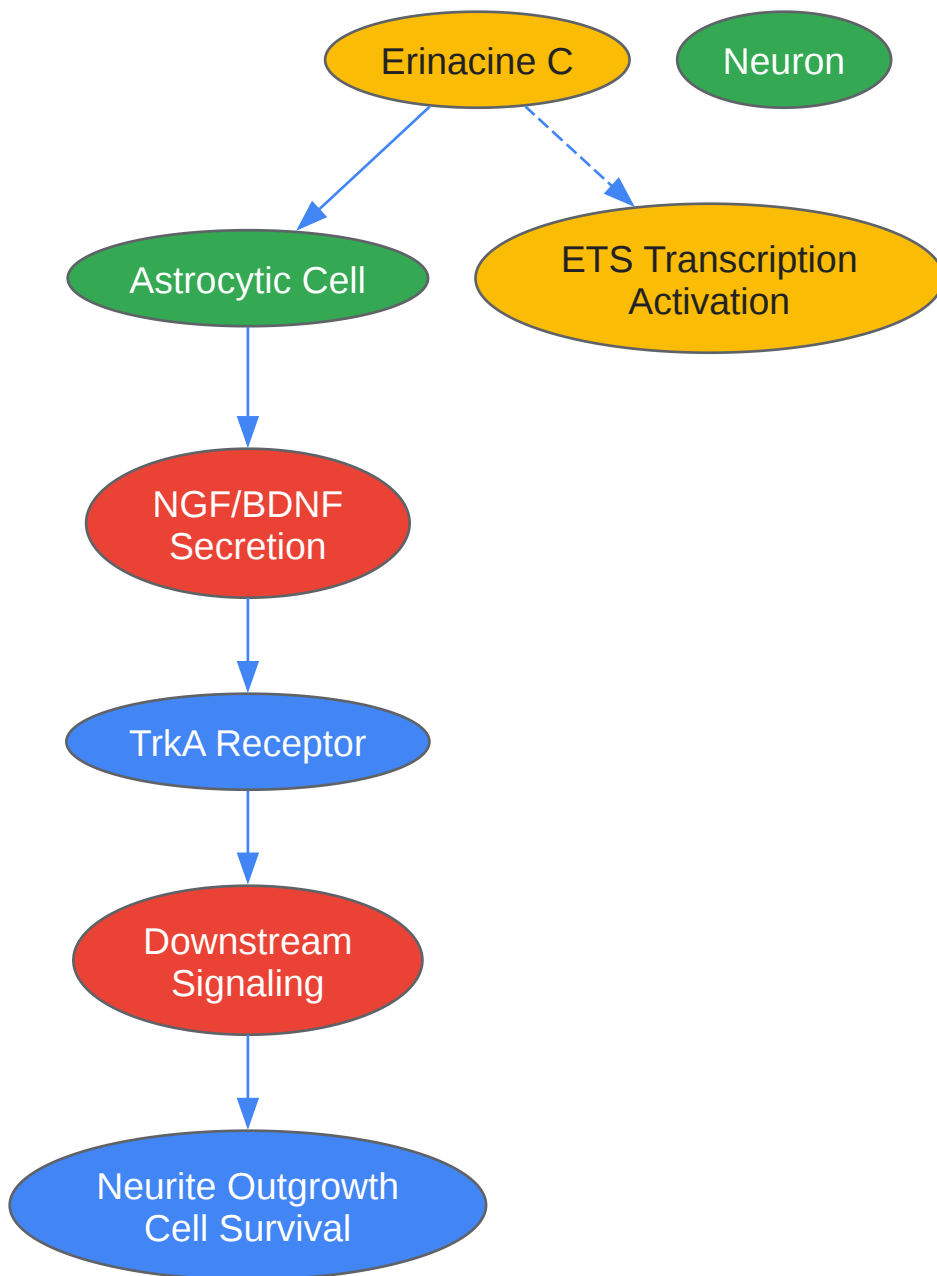 Erinacine C
Neuron
Astrocytic Cell
ETS Transcription
Activation
NGF/BDNF
Secretion
TrkA Receptor
Downstream
Signaling
Neurite Outgrowth
Cell Survival